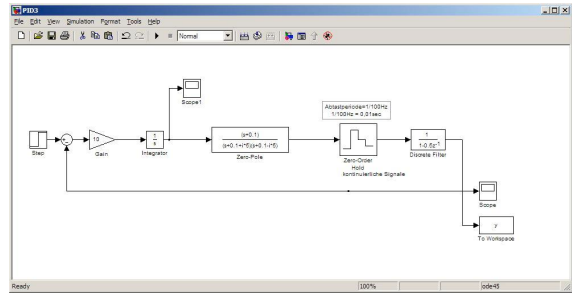 PID3
File Edit View Simulation Format Tools Help
Normal
Scope1
Abtastperiode=1/100Hz
1/100Hz = 0,01sec
Step
10
Gain
1
s
Integrator
(s+0.1)
(s+0.1+i*5)(s+0.1-i*5)
Zero-Pole
Zero-Order
Hold
kontinuierliche Signale
1
1-0.5z-1
Discrete Filter
Scope
y
To Workspace
Ready
100%
ode45